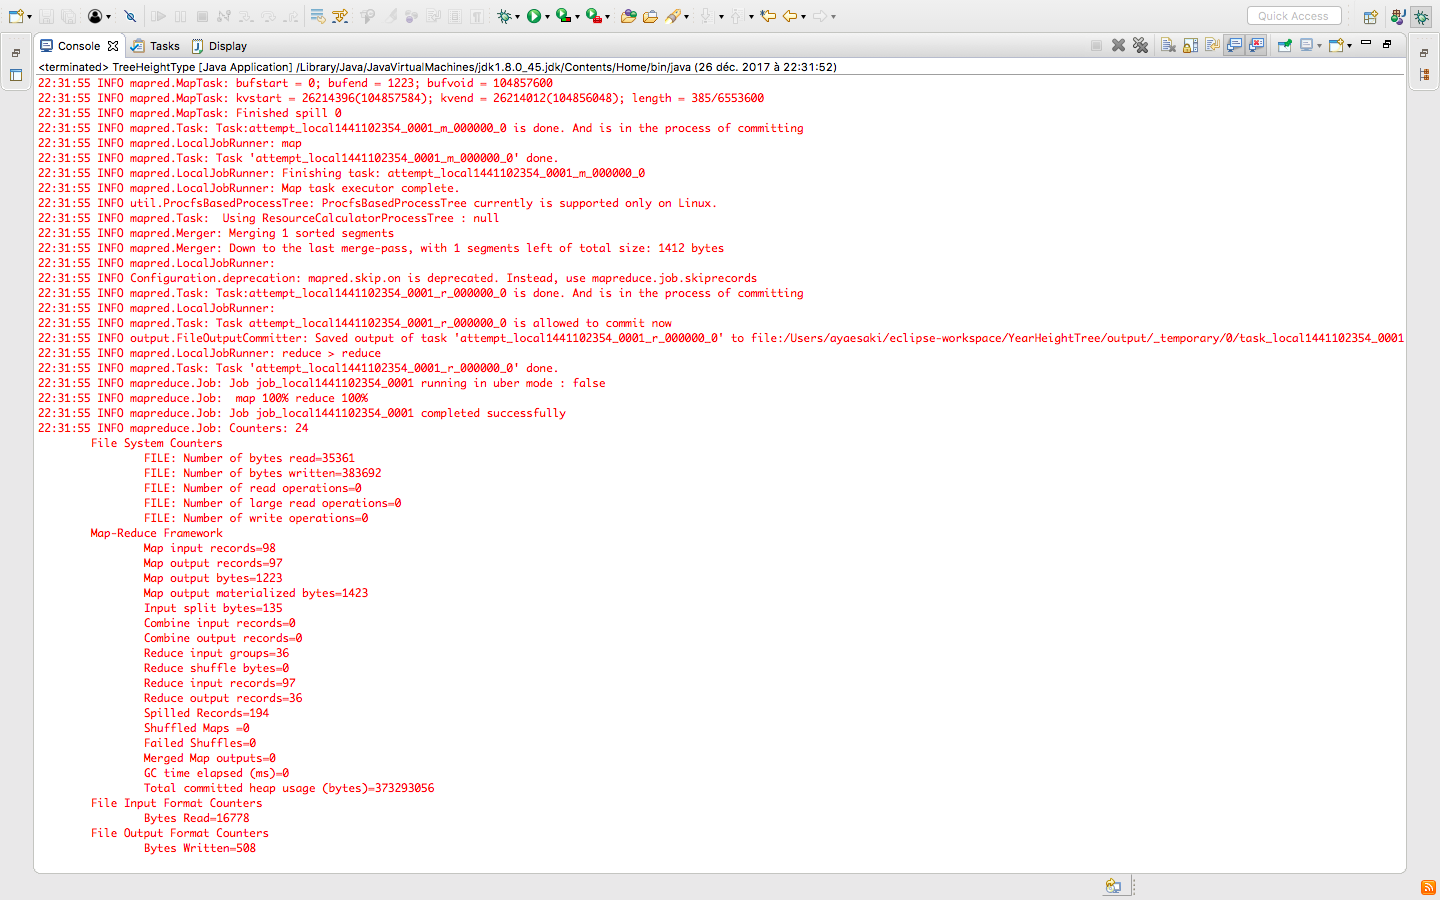 Quick Access
Console Tasks Display
<terminated> TreeHeightType [Java Application] /Library/Java/JavaVirtualMachines/jdk1.8.0_45.jdk/Contents/Home/bin/java (26 déc. 2017 à 22:31:52)
22:31:55 INFO mapred.MapTask: bufstart = 0; bufend = 1223; bufvoid = 104857600
22:31:55 INFO mapred.MapTask: kvstart = 26214396(104857584); kvend = 26214012(104856048); length = 385/6553600
22:31:55 INFO mapred.MapTask: Finished spill 0
22:31:55 INFO mapred.Task: Task:attempt_local1441102354_0001_m_000000_0 is done. And is in the process of committing
22:31:55 INFO mapred.LocalJobRunner: map
22:31:55 INFO mapred.Task: Task 'attempt_local1441102354_0001_m_000000_0' done.
22:31:55 INFO mapred.LocalJobRunner: Finishing task: attempt_local1441102354_0001_m_000000_0
22:31:55 INFO mapred.LocalJobRunner: Map task executor complete.
22:31:55 INFO util.ProcfsBasedProcessTree: ProcfsBasedProcessTree currently is supported only on Linux.
22:31:55 INFO mapred.Task:  Using ResourceCalculatorProcessTree : null
22:31:55 INFO mapred.Merger: Merging 1 sorted segments
22:31:55 INFO mapred.Merger: Down to the last merge-pass, with 1 segments left of total size: 1412 bytes
22:31:55 INFO mapred.LocalJobRunner:
22:31:55 INFO Configuration.deprecation: mapred.skip.on is deprecated. Instead, use mapreduce.job.skiprecords
22:31:55 INFO mapred.Task: Task:attempt_local1441102354_0001_r_000000_0 is done. And is in the process of committing
22:31:55 INFO mapred.LocalJobRunner:
22:31:55 INFO mapred.Task: Task attempt_local1441102354_0001_r_000000_0 is allowed to commit now
22:31:55 INFO output.FileOutputCommitter: Saved output of task 'attempt_local1441102354_0001_r_000000_0' to file:/Users/ayaesaki/eclipse-workspace/YearHeightTree/output/_temporary/0/task_local1441102354_0001
22:31:55 INFO mapred.LocalJobRunner: reduce > reduce
22:31:55 INFO mapred.Task: Task 'attempt_local1441102354_0001_r_000000_0' done.
22:31:55 INFO mapreduce.Job: Job job_local1441102354_0001 running in uber mode : false
22:31:55 INFO mapreduce.Job:  map 100% reduce 100%
22:31:55 INFO mapreduce.Job: Job job_local1441102354_0001 completed successfully
22:31:55 INFO mapreduce.Job: Counters: 24
File System Counters
FILE: Number of bytes read=35361
FILE: Number of bytes written=383692
FILE: Number of read operations=0
FILE: Number of large read operations=0
FILE: Number of write operations=0
Map-Reduce Framework
Map input records=98
Map output records=97
Map output bytes=1223
Map output materialized bytes=1423
Input split bytes=135
Combine input records=0
Combine output records=0
Reduce input groups=36
Reduce shuffle bytes=0
Reduce input records=97
Reduce output records=36
Spilled Records=194
Shuffled Maps =0
Failed Shuffles=0
Merged Map outputs=0
GC time elapsed (ms)=0
Total committed heap usage (bytes)=373293056
File Input Format Counters
Bytes Read=16778
File Output Format Counters
Bytes Written=508